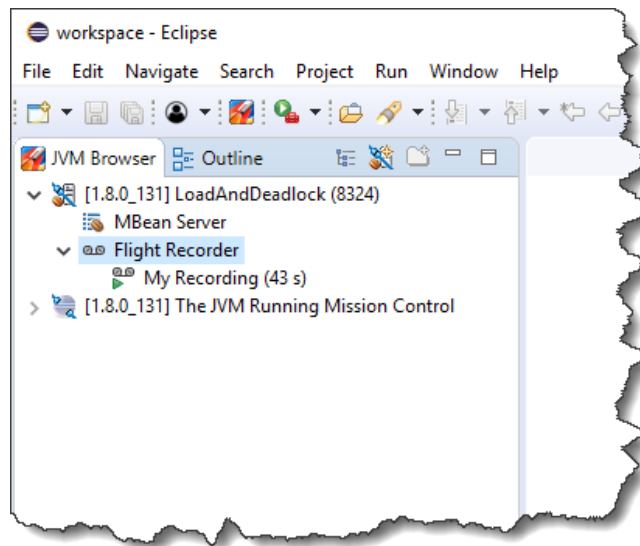 workspace - Eclipse
File Edit Navigate Search Project Run Window Help
JVM Browser Outline
[1.8.0_131] LoadAndDeadlock (8324)
MBean Server
Flight Recorder
My Recording (43 s)
[1.8.0_131] The JVM Running Mission Control